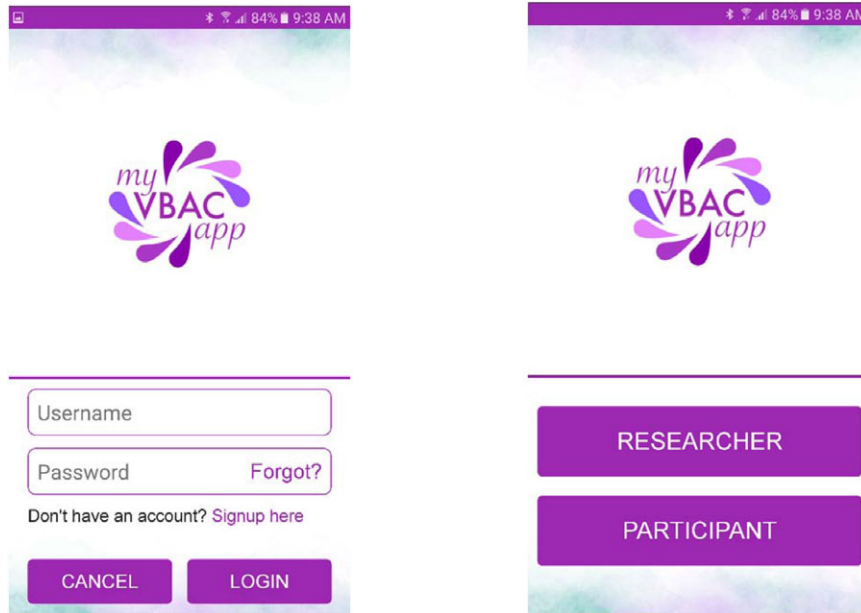 84% 9:38 AM
my
VBAC
app
Username
Password Forgot?
Don't have an account? Signup here
CANCEL LOGIN
84% 9:38 AM
my
VBAC
app
RESEARCHER
PARTICIPANT